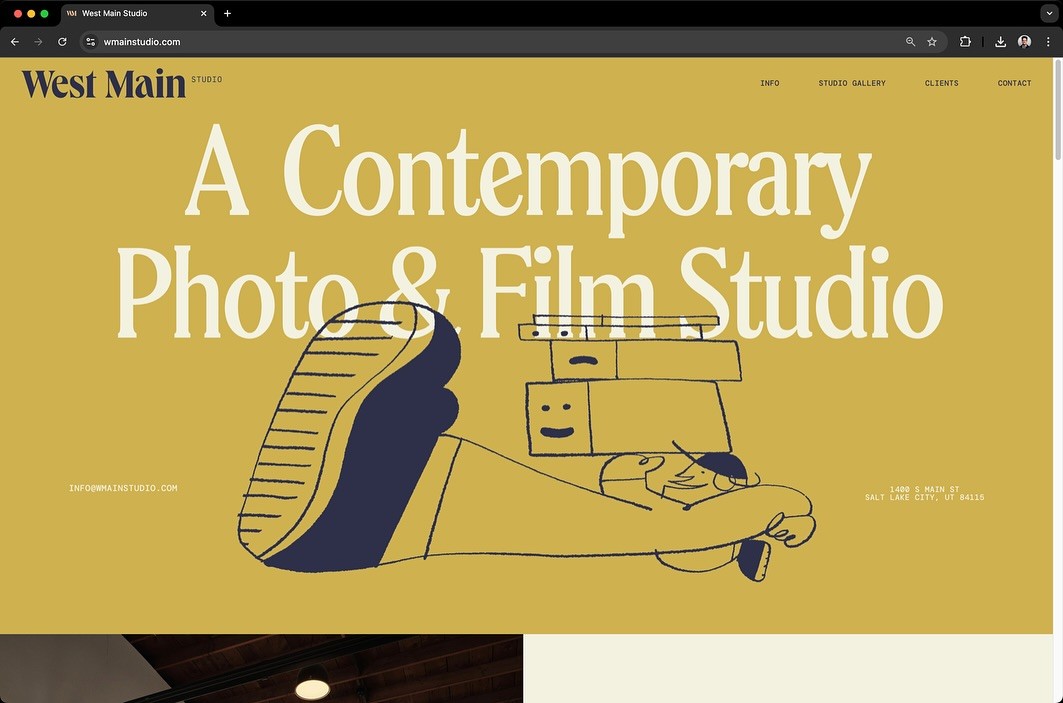 West Main Studio
wmainstudio.com
West Main STUDIO
INFO
STUDIO GALLERY
CLIENTS
CONTACT
A Contemporary
Photo & Film Studio
INFO@WMAINSTUDIO.COM
1400 S MAIN ST
SALT LAKE CITY, UT 84115